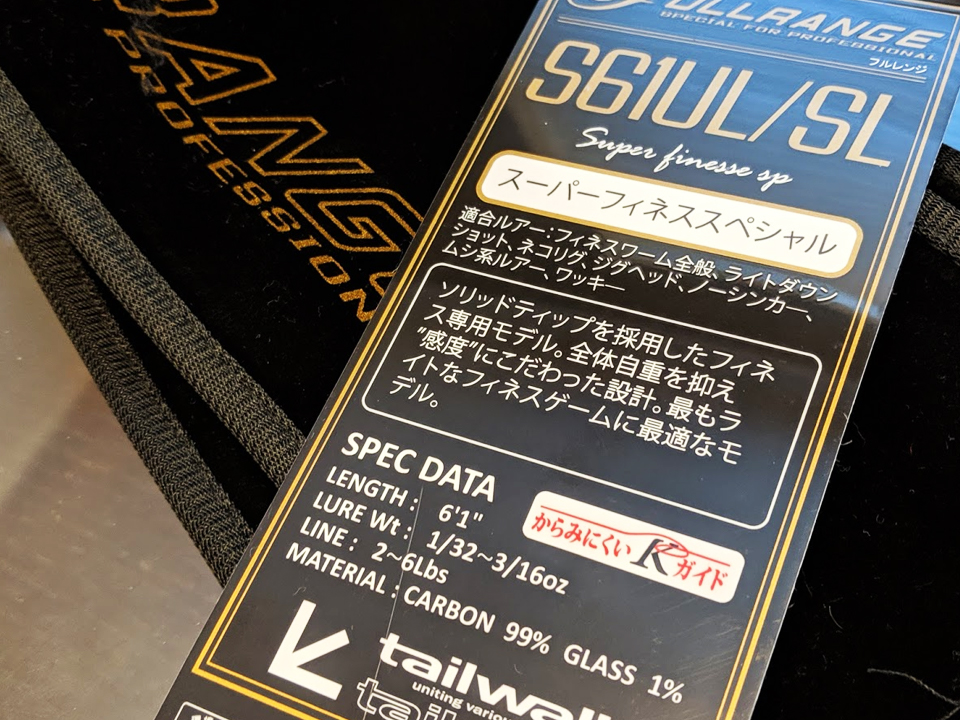 ULLRANGE
SPECIAL FOR PROFESSIONAL
フルレンジ
S61UL/SL
Super finesse sp
スーパーフィネススペシャル
適合ルアー：フィネスワーム全般、ライトダウン
ショット、ネコリグ、ジグヘッド、ノーシンカー、
ムシ系ルアー、ワッキー
ソリッドティップを採用したフィネ
ス専用モデル。全体自重を抑え
"感度"にこだわった設計。最もラ
イトなフィネスゲームに最適なモ
デル。
SPEC DATA
LENGTH : 6'1"
LURE Wt : 1/32~3/16oz
LINE : 2~6Lbs
MATERIAL : CARBON 99% GLASS 1%
からみにくい K ガイド
tailwal
uniting variou
tail
RANG
PROFESSION